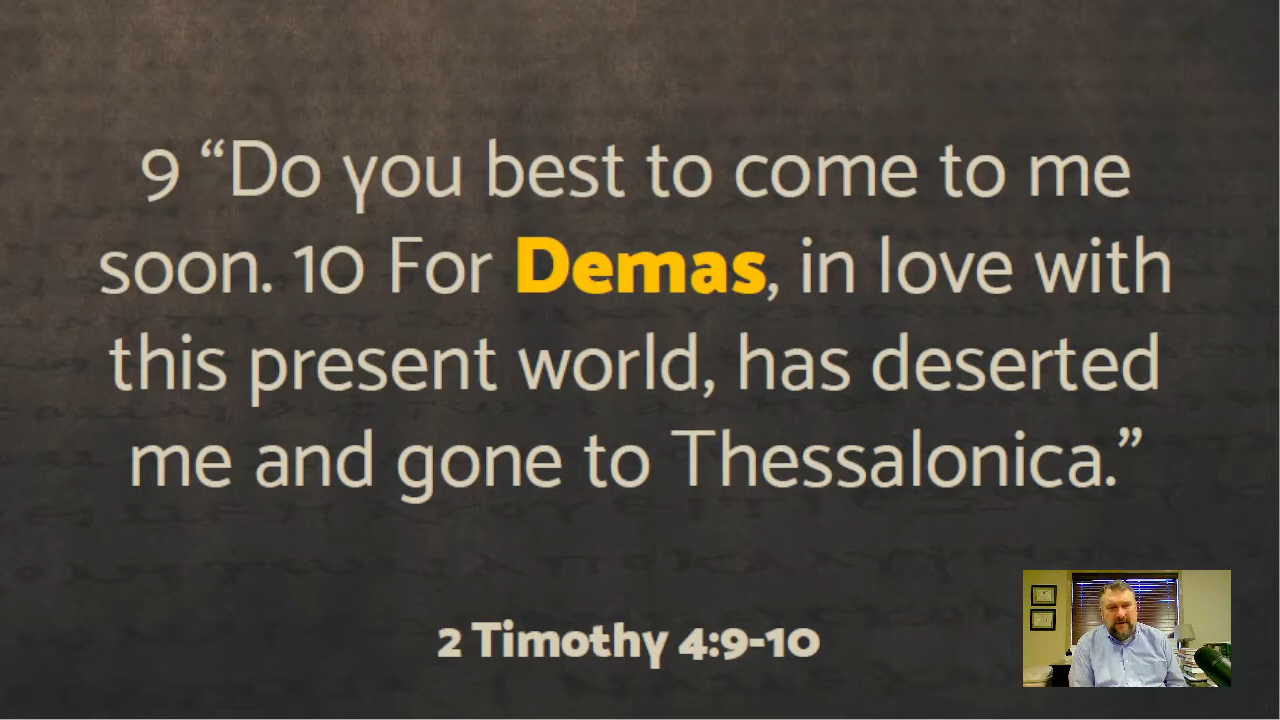 9 “Do you best to come to me
soon. 10 For Demas, in love with
this present world, has deserted
me and gone to Thessalonica.”
2 Timothy 4:9-10